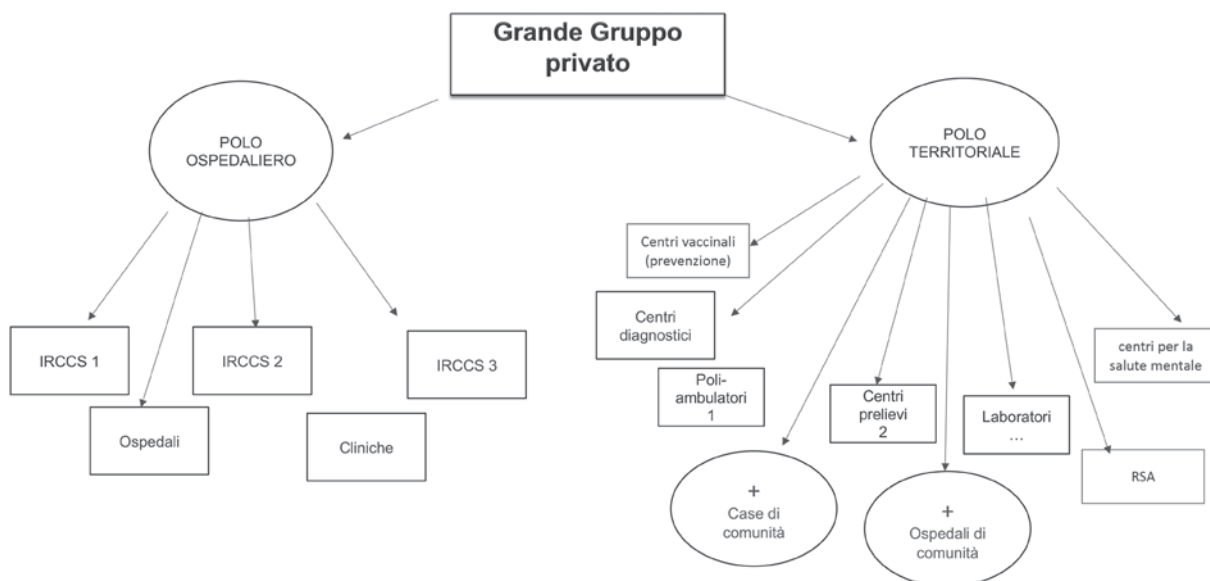 Grande Gruppo
privato
POLO
OSPEDALIERO
POLO
TERRITORIALE
Centri vaccinali
(prevenzione)
Centri
diagnostici
IRCCS 1
IRCCS 2
IRCCS 3
centri per la
salute mentale
Poli-
ambulatori
1
Centri
prelievi
2
Laboratori
...
Ospedali
Cliniche
RSA
+
Case di
comunità
+
Ospedali di
comunità